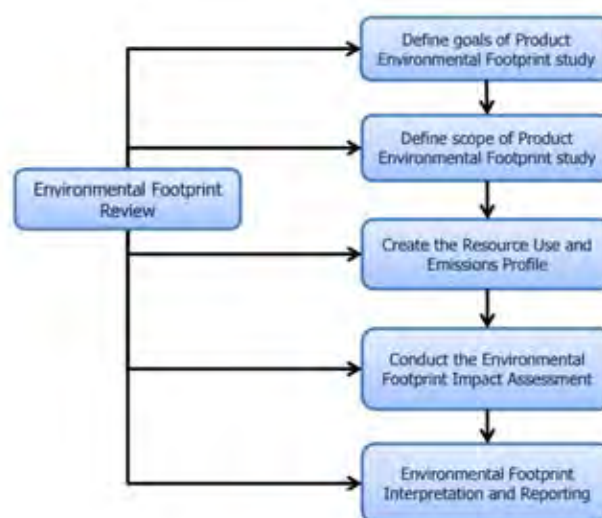 Define goals of Product
Environmental Footprint study
Define scope of Product
Environmental Footprint study
Environmental Footprint
Review
Create the Resource Use and
Emissions Profile
Conduct the Environmental
Footprint Impact Assessment
Environmental Footprint
Interpretation and Reporting